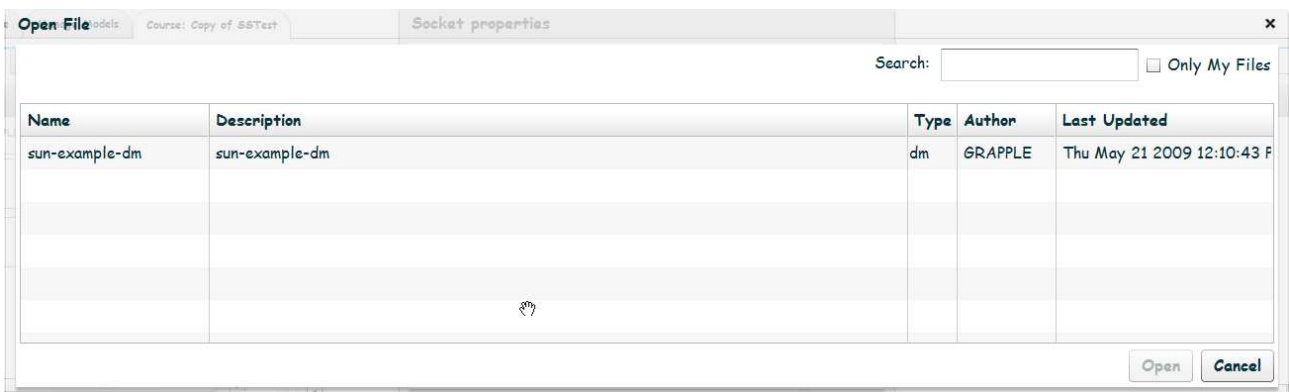 Open File
Models
Course: Copy of SSTest
Socket properties
Search:
Only My Files
Name Description Type Author Last Updated
sun-example-dm sun-example-dm dm GRAPPLE Thu May 21 2009 12:10:43 P
Open Cancel